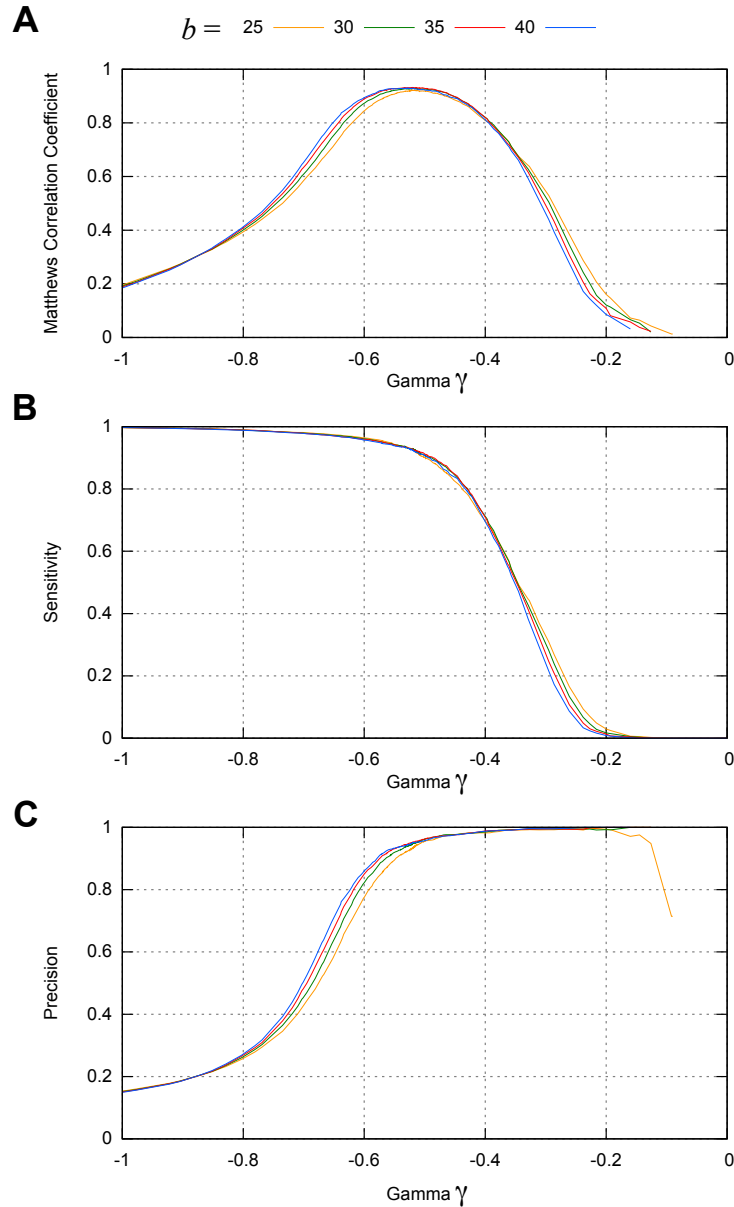 A
b = 25 30 35 40
Matthews Correlation Coefficient
1
0.8
0.6
0.4
0.2
0
-1 -0.8 -0.6 -0.4 -0.2 0
Gamma γ
B
Sensitivity
1
0.8
0.6
0.4
0.2
0
-1 -0.8 -0.6 -0.4 -0.2 0
Gamma γ
C
Precision
1
0.8
0.6
0.4
0.2
0
-1 -0.8 -0.6 -0.4 -0.2 0
Gamma γ